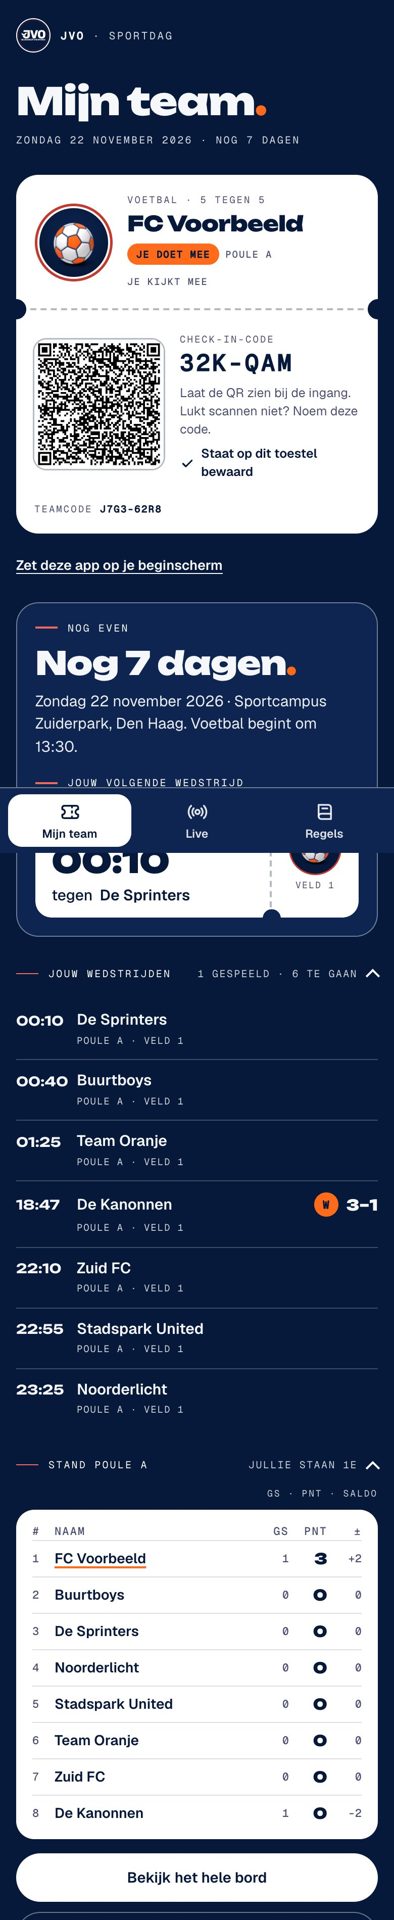 JVO
JVO · SPORTDAG
Mijn team.
ZONDAG 22 NOVEMBER 2026 · NOG 7 DAGEN
VOETBAL · 5 TEGEN 5
FC Voorbeeld
JE DOET MEE POULE A
JE KIJKT MEE
CHECK-IN-CODE
32K-QAM
Laat de QR zien bij de ingang.
Lukt scannen niet? Noem deze
code.
Staat op dit toestel
bewaard
TEAMCODE J7G3-62R8
Zet deze app op je beginscherm
NOG EVEN
Nog 7 dagen.
Zondag 22 november 2026 · Sportcampus
Zuiderpark, Den Haag. Voetbal begint om
13:30.
JOUW VOLGENDE WEDSTRIJD
Mijn team
Live
Regels
00:10
VELD 1
tegen De Sprinters
JOUW WEDSTRIJDEN 1 GESPEELD · 6 TE GAAN
00:10 De Sprinters
POULE A · VELD 1
00:40 Buurtboys
POULE A · VELD 1
01:25 Team Oranje
POULE A · VELD 1
18:47 De Kanonnen W 3-1
POULE A · VELD 1
22:10 Zuid FC
POULE A · VELD 1
22:55 Stadspark United
POULE A · VELD 1
23:25 Noorderlicht
POULE A · VELD 1
STAND POULE A JULLIE STAAN 1E
GS · PNT · SALDO
# NAAM GS PNT ±
1 FC Voorbeeld 1 3 +2
2 Buurtboys 0 0 0
3 De Sprinters 0 0 0
4 Noorderlicht 0 0 0
5 Stadspark United 0 0 0
6 Team Oranje 0 0 0
7 Zuid FC 0 0 0
8 De Kanonnen 1 0 -2
Bekijk het hele bord